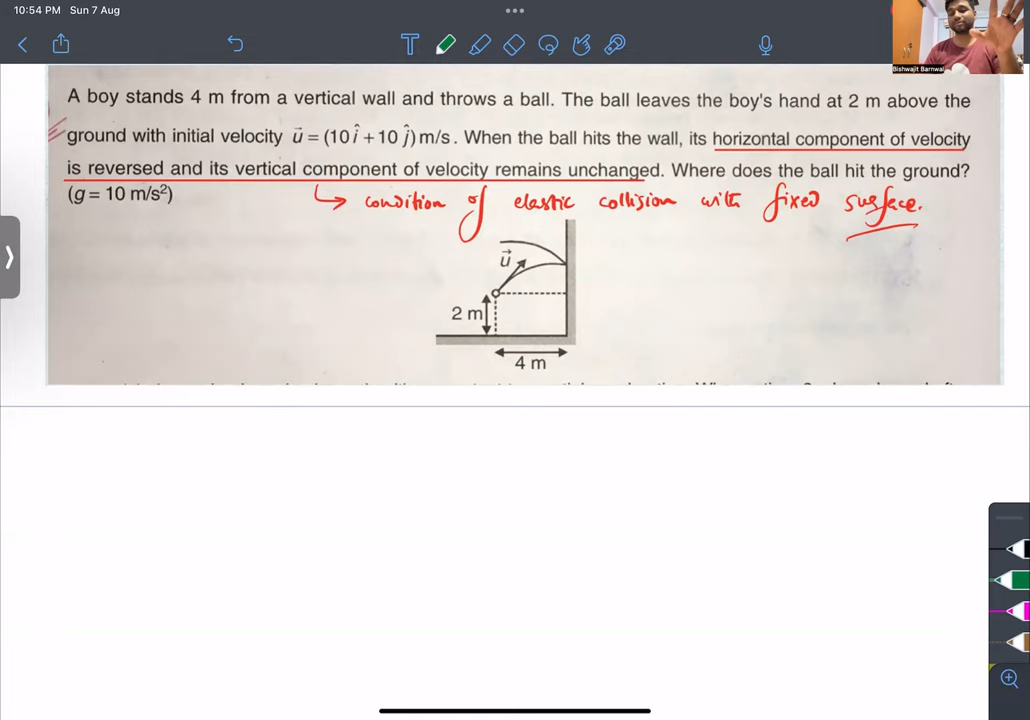 10:54 PM Sun 7 Aug
Bishwajit Barnwal
A boy stands 4 m from a vertical wall and throws a ball. The ball leaves the boy's hand at 2 m above the
ground with initial velocity u⃗ = (10 î + 10 ĵ) m/s. When the ball hits the wall, its horizontal component of velocity
is reversed and its vertical component of velocity remains unchanged. Where does the ball hit the ground?
(g = 10 m/s²)
↳ condition of elastic collision with fixed surface.
u⃗
2 m
4 m